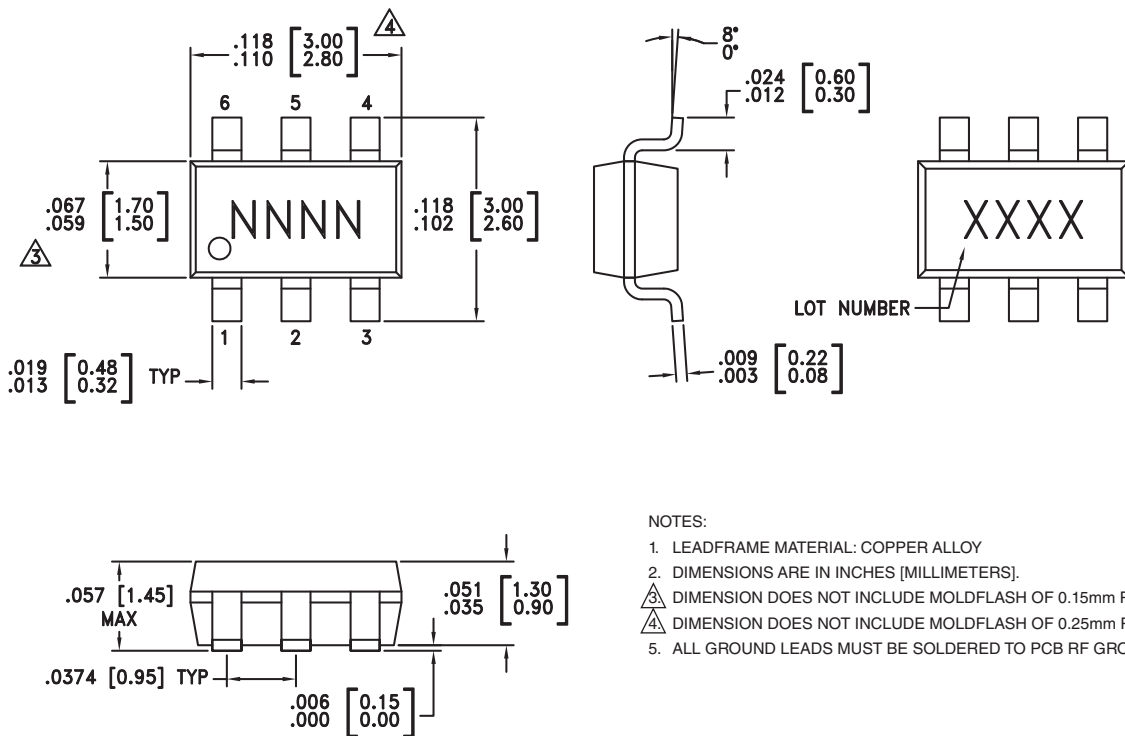 .118 [3.00]
.110 [2.80]
4
6 5 4
.067 [1.70]
.059 [1.50]
3
NNNN
.118 [3.00]
.102 [2.60]
1 2 3
.019 [0.48]
.013 [0.32]
TYP
8°
0°
.024 [0.60]
.012 [0.30]
.009 [0.22]
.003 [0.08]
XXXX
LOT NUMBER
.057 [1.45]
MAX
.051 [1.30]
.035 [0.90]
.0374 [0.95] TYP
.006 [0.15]
.000 [0.00]
NOTES:
1. LEADFRAME MATERIAL: COPPER ALLOY
2. DIMENSIONS ARE IN INCHES [MILLIMETERS].
3. DIMENSION DOES NOT INCLUDE MOLDFLASH OF 0.15mm
4. DIMENSION DOES NOT INCLUDE MOLDFLASH OF 0.25mm
5. ALL GROUND LEADS MUST BE SOLDERED TO PCB RF